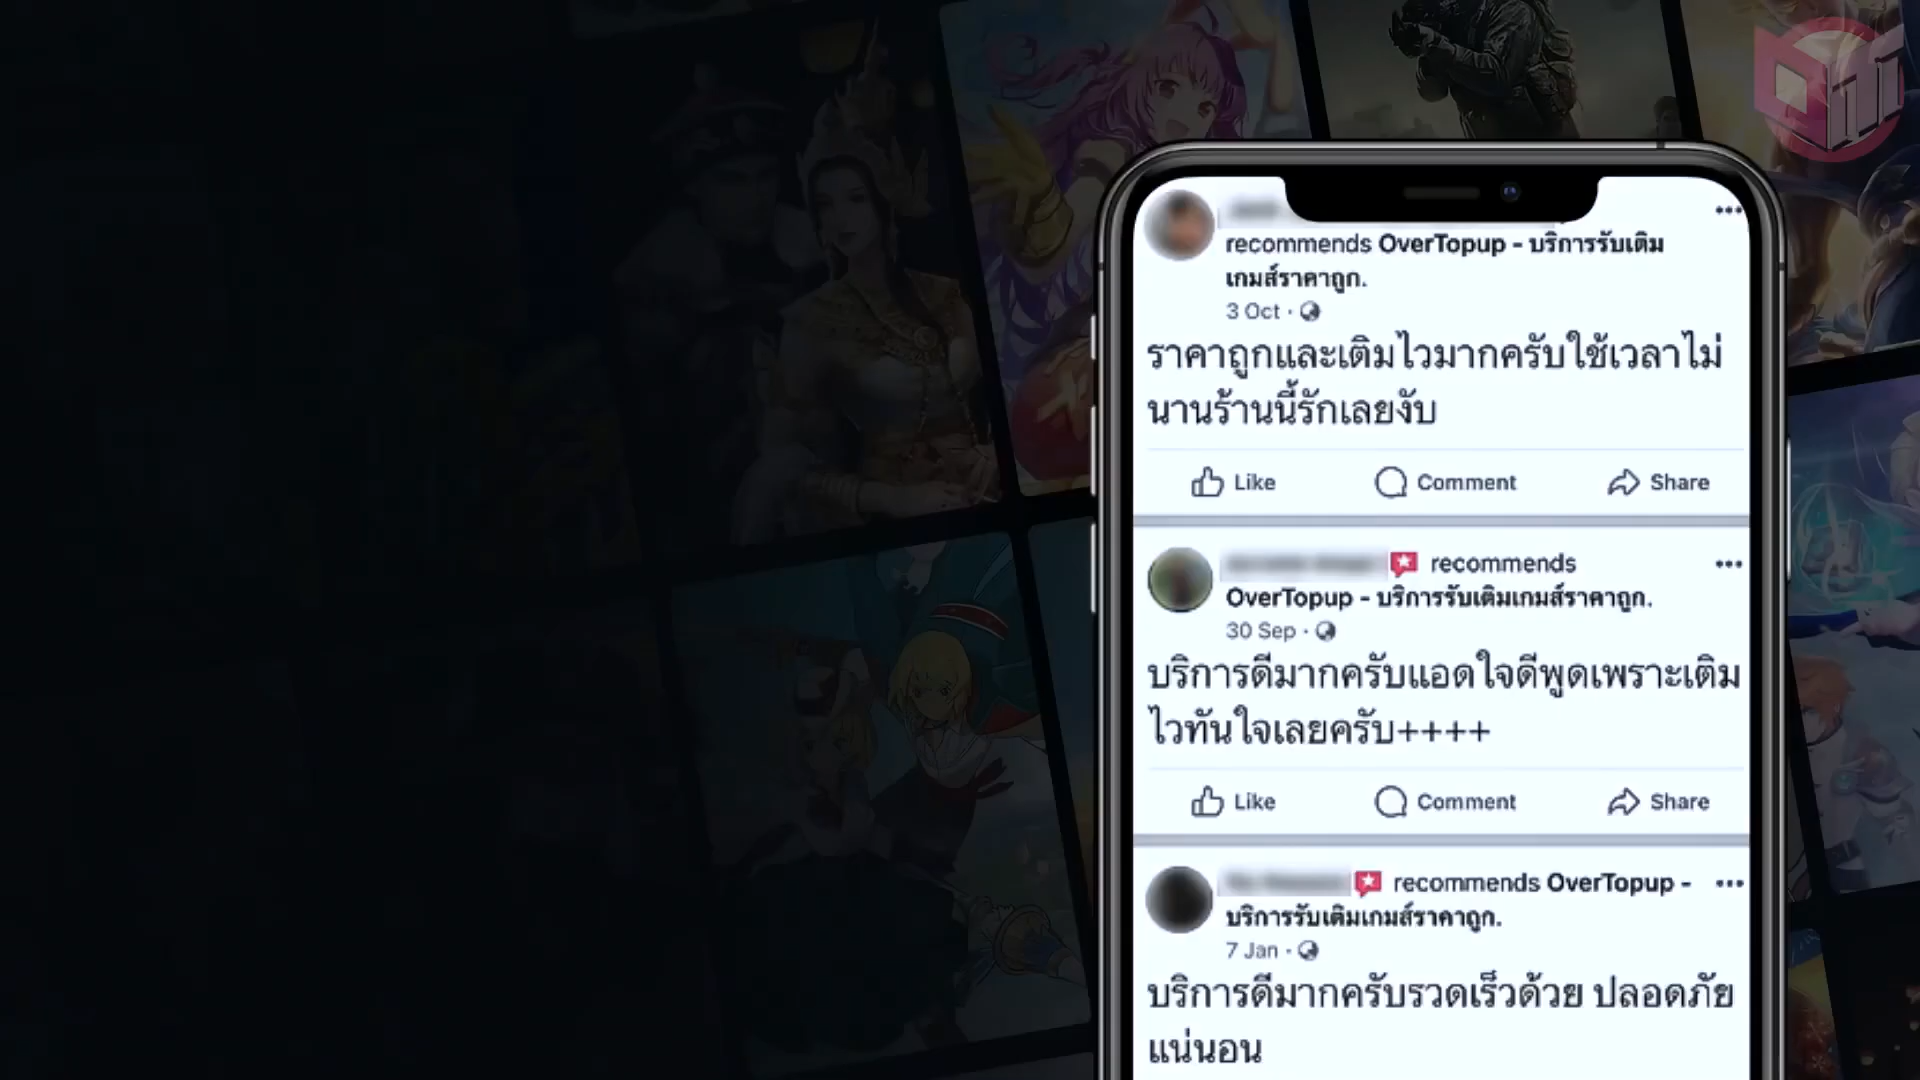 recommends OverTopup - บริการรับเติม
เกมส์ราคาถูก.
3 Oct ·
ราคาถูกและเติมไวมากครับใช้เวลาไม่
นานร้านนี้รักเลยงับ
Like Comment Share
recommends
OverTopup - บริการรับเติมเกมส์ราคาถูก.
30 Sep ·
บริการดีมากครับแอดใจดีพูดเพราะเติม
ไวทันใจเลยครับ++++
Like Comment Share
recommends OverTopup -
บริการรับเติมเกมส์ราคาถูก.
7 Jan ·
บริการดีมากครับรวดเร็วด้วย ปลอดภัย
แน่นอน